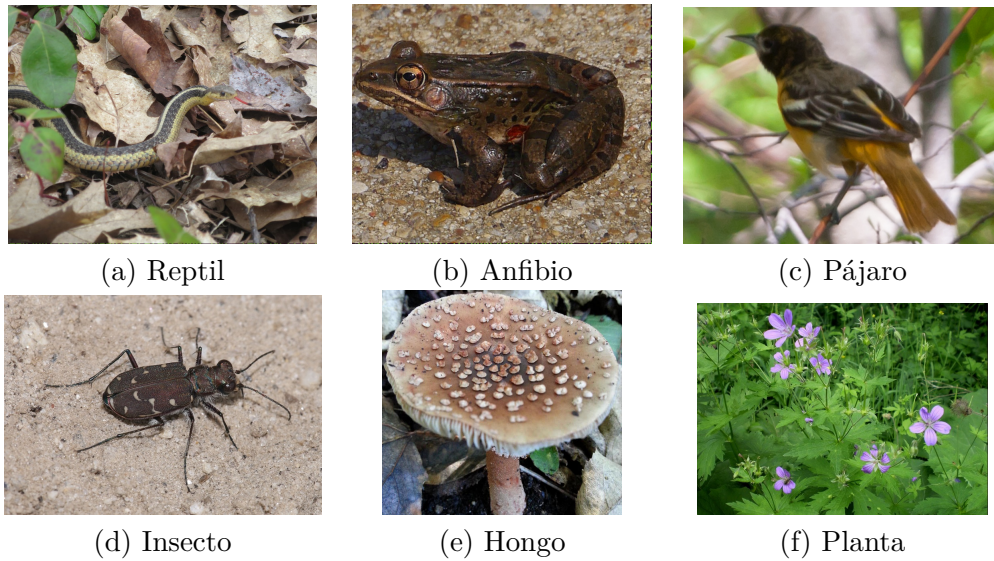 (a) Reptil
(b) Anfibio
(c) Pájaro
(d) Insecto
(e) Hongo
(f) Planta